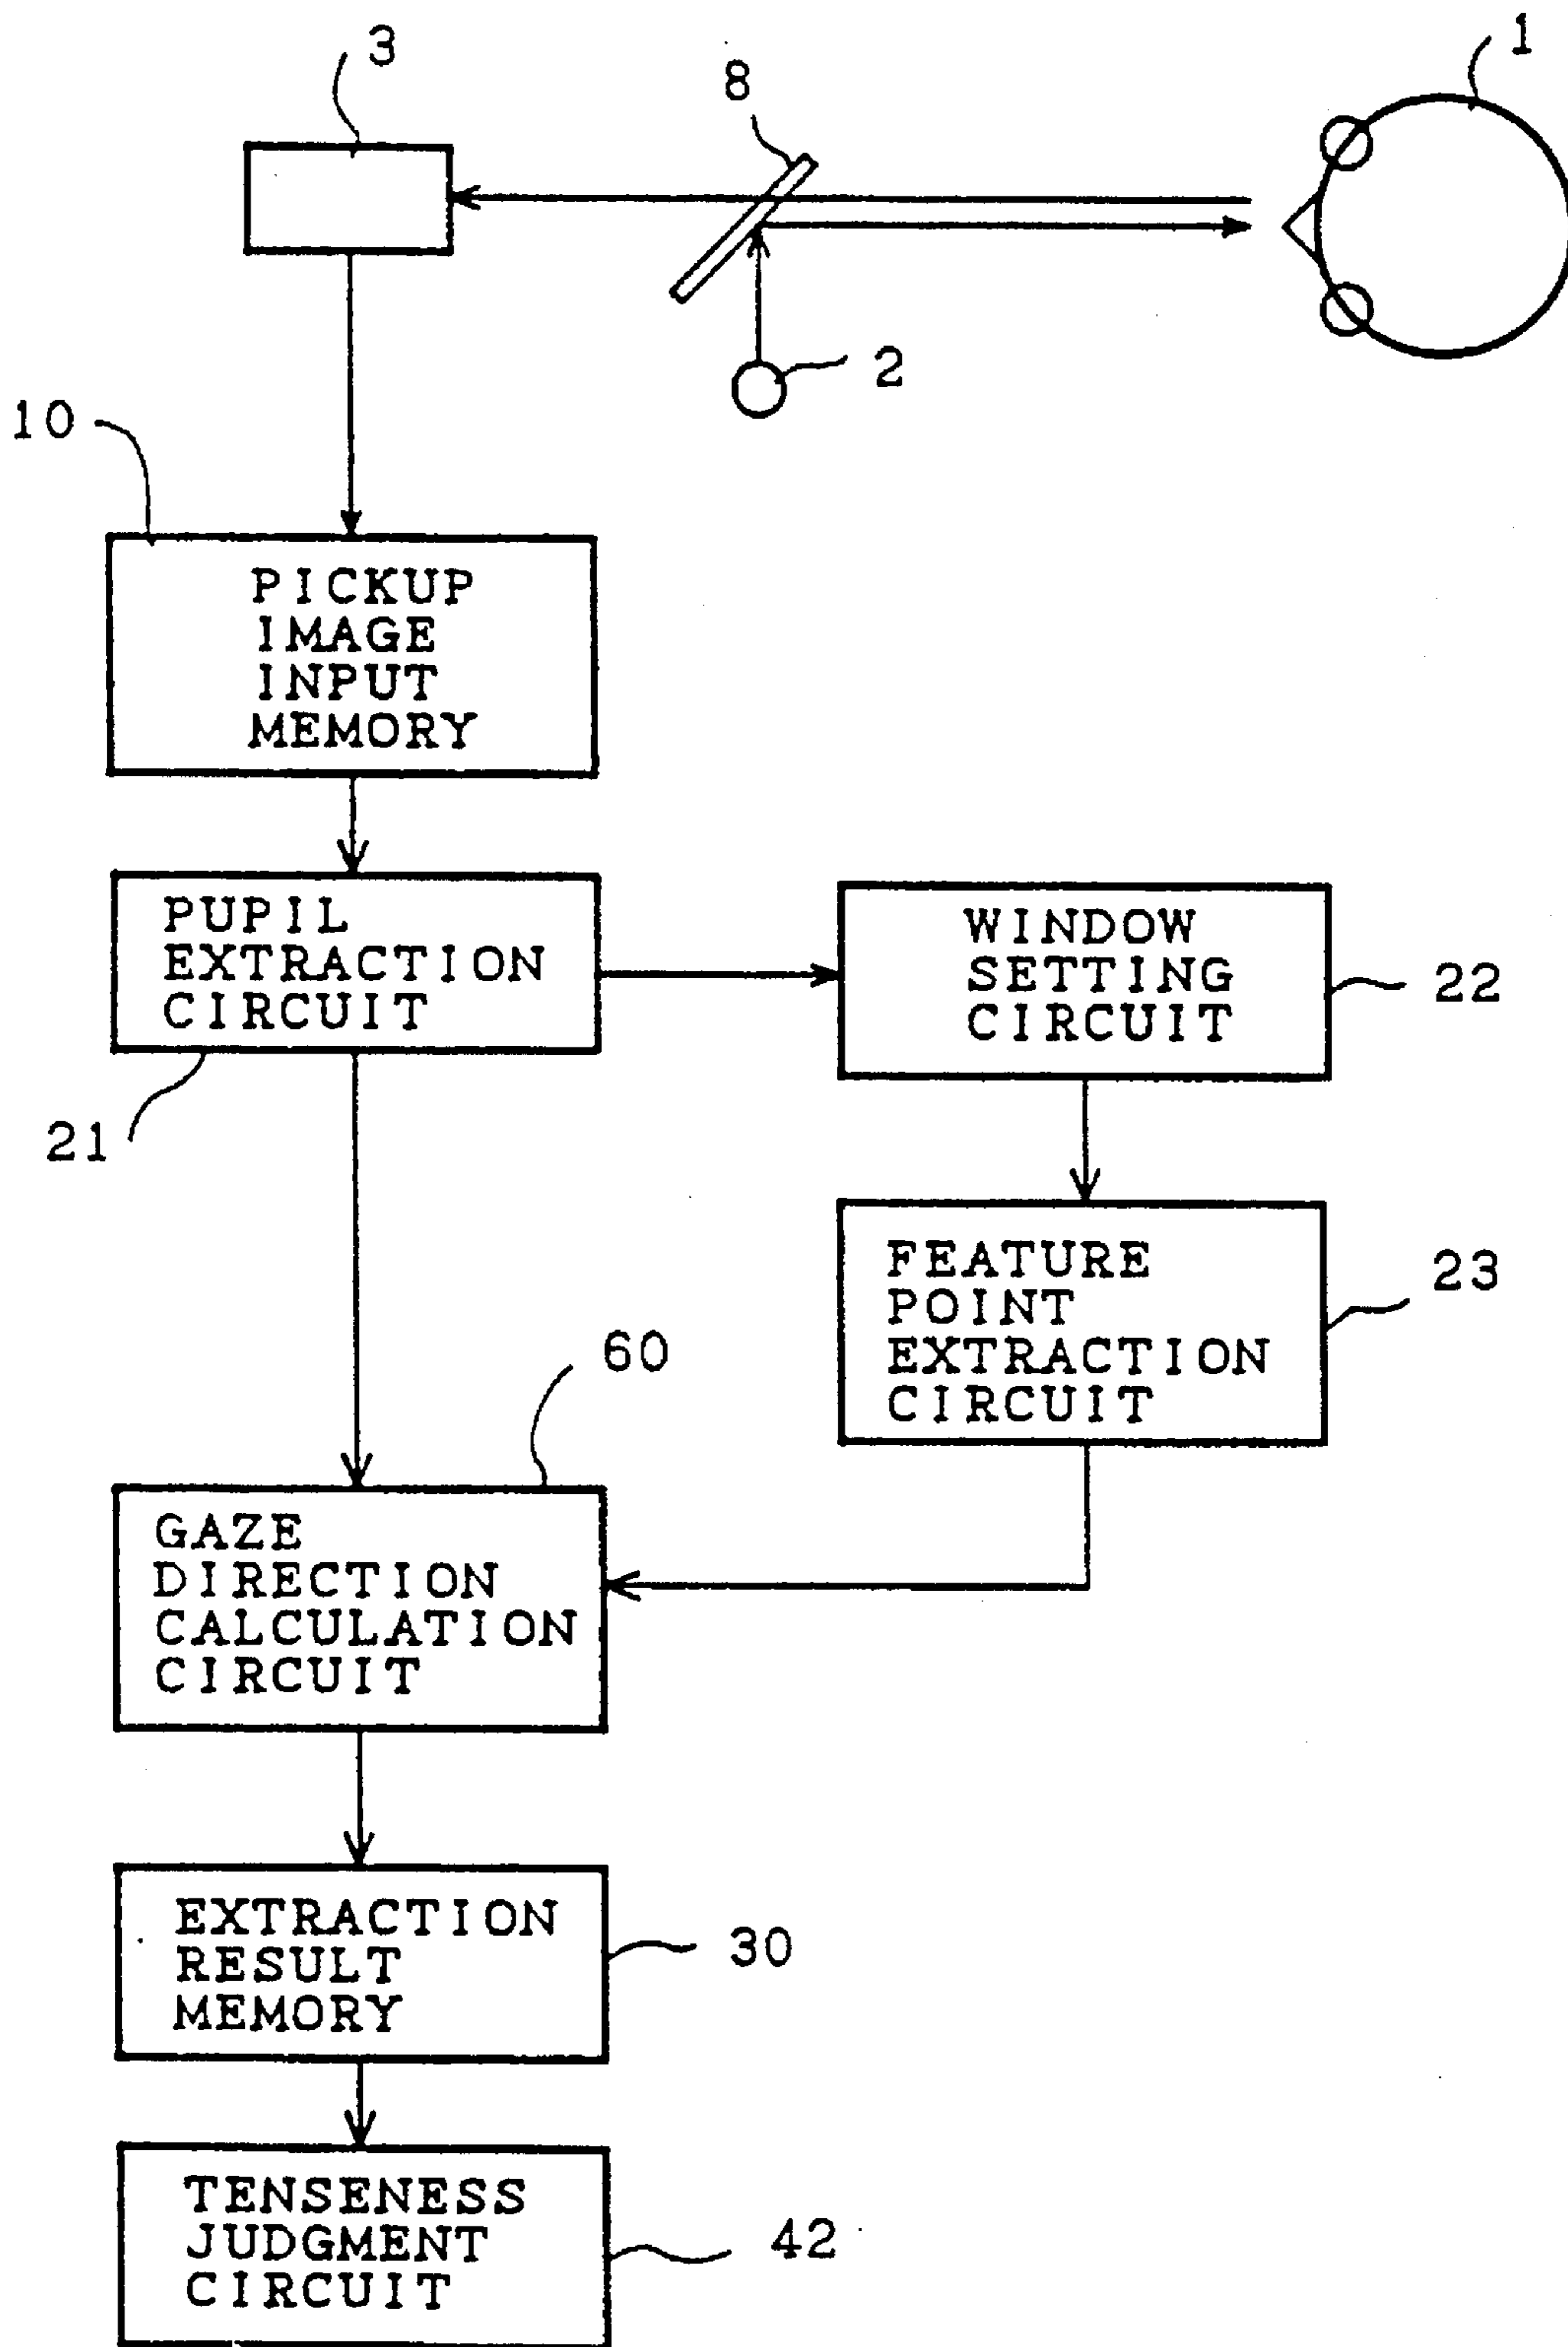 3
8
1
2
10
PICKUP
IMAGE
INPUT
MEMORY
PUPIL
EXTRACTION
CIRCUIT
21
WINDOW
SETTING
CIRCUIT
22
FEATURE
POINT
EXTRACTION
CIRCUIT
23
60
GAZE
DIRECTION
CALCULATION
CIRCUIT
EXTRACTION
RESULT
MEMORY
30
TENSENESS
JUDGMENT
CIRCUIT
42